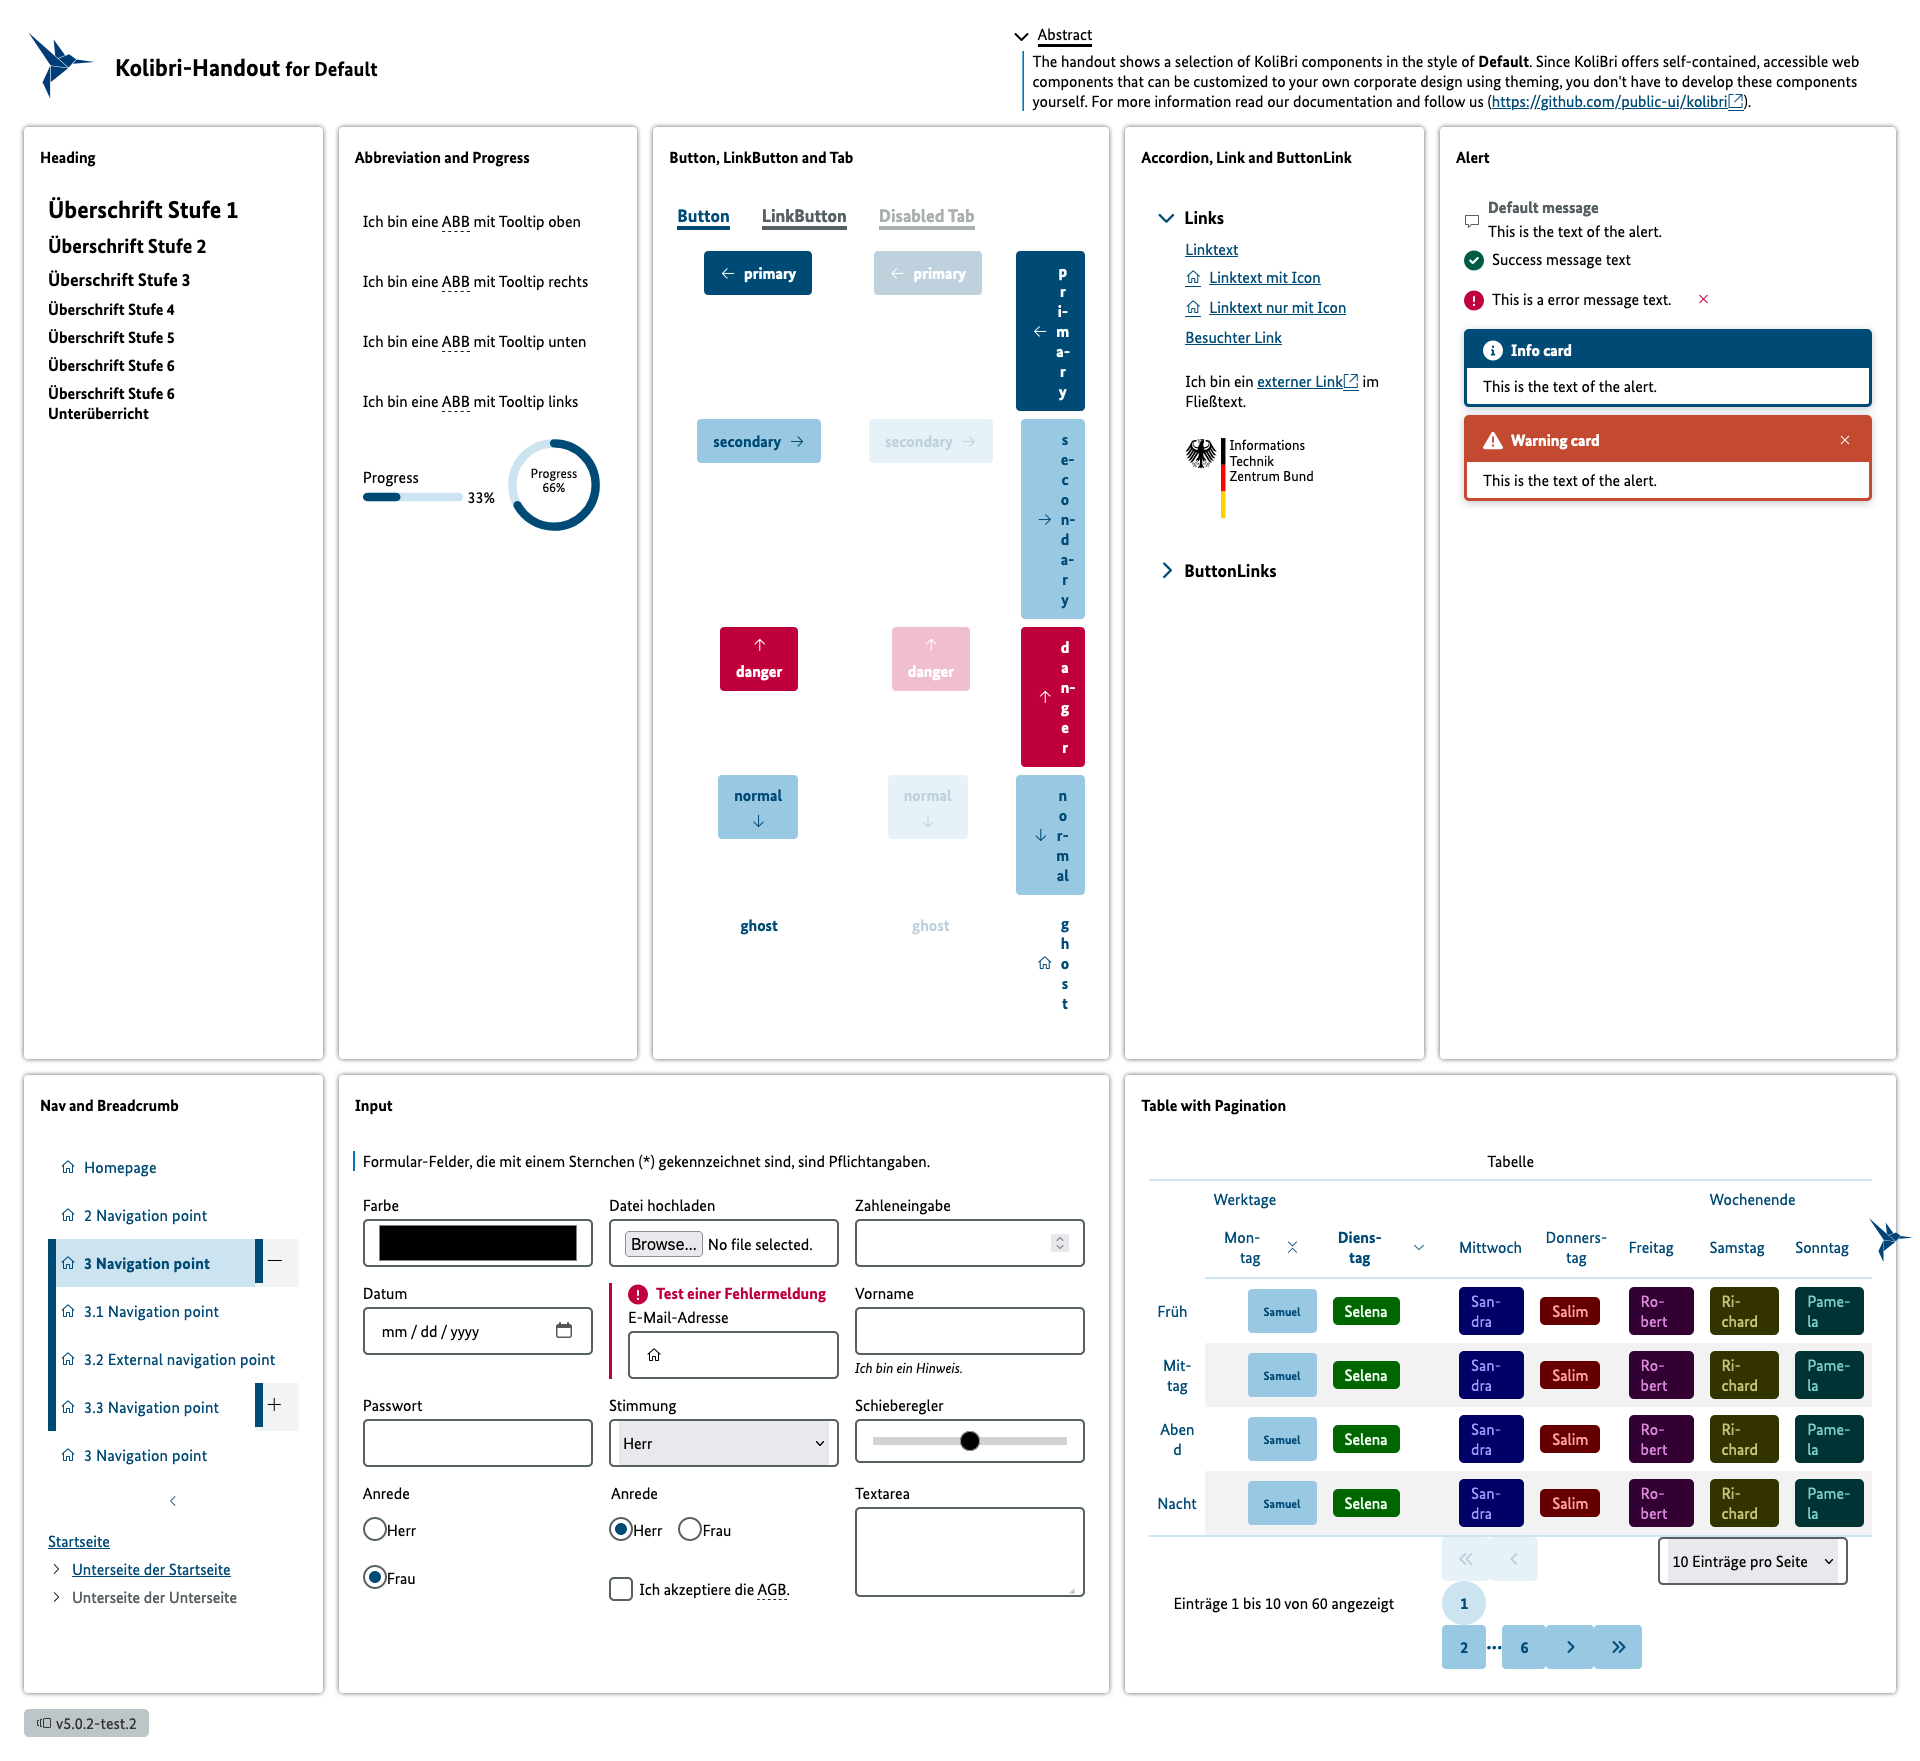 Kolibri-Handout for Default
Abstract
The handout shows a selection of KoliBri components in the style of Default. Since KoliBri offers self-contained, accessible web
components that can be customized to your own corporate design using theming, you don't have to develop these components
yourself. For more information read our documentation and follow us (https://github.com/public-ui/kolibri).
Heading
Überschrift Stufe 1
Überschrift Stufe 2
Überschrift Stufe 3
Überschrift Stufe 4
Überschrift Stufe 5
Überschrift Stufe 6
Überschrift Stufe 6
Unterüberricht
Abbreviation and Progress
Ich bin eine ABB mit Tooltip oben
Ich bin eine ABB mit Tooltip rechts
Ich bin eine ABB mit Tooltip unten
Ich bin eine ABB mit Tooltip links
Progress
33%
Progress
66%
Button, LinkButton and Tab
Button LinkButton Disabled Tab
primary primary
p
r
i-
m
a-
r
y
secondary secondary
s
e-
c
o
n-
d
a-
r
y
danger danger
d
a
n-
g
e
r
normal normal
n
o
r-
m
al
ghost ghost
g
h
o
s
t
Accordion, Link and ButtonLink
Links
Linktext
Linktext mit Icon
Linktext nur mit Icon
Besuchter Link
Ich bin ein externer Link im
Fließtext.
Informations
Technik
Zentrum Bund
ButtonLinks
Alert
Default message
This is the text of the alert.
Success message text
This is a error message text.
Info card
This is the text of the alert.
Warning card
This is the text of the alert.
Nav and Breadcrumb
Homepage
2 Navigation point
3 Navigation point
3.1 Navigation point
3.2 External navigation point
3.3 Navigation point
3 Navigation point
Startseite
Unterseite der Startseite
Unterseite der Unterseite
Input
Formular-Felder, die mit einem Sternchen (*) gekennzeichnet sind, sind Pflichtangaben.
Farbe
Datei hochladen
Browse... No file selected.
Zahleneingabe
Datum
mm / dd / yyyy
Test einer Fehlermeldung
E-Mail-Adresse
Vorname
Ich bin ein Hinweis.
Passwort
Stimmung
Herr
Schieberegler
Anrede
Herr
Frau
Anrede
Herr Frau
Ich akzeptiere die AGB.
Textarea
Table with Pagination
Tabelle
Werktage Wochenende
Mon-
tag
Diens-
tag
Mittwoch
Donners-
tag
Freitag Samstag Sonntag
Früh Samuel Selena San-
dra Salim Ro-
bert Ri-
chard Pame-
la
Mit-
tag Samuel Selena San-
dra Salim Ro-
bert Ri-
chard Pame-
la
Aben
d Samuel Selena San-
dra Salim Ro-
bert Ri-
chard Pame-
la
Nacht Samuel Selena San-
dra Salim Ro-
bert Ri-
chard Pame-
la
10 Einträge pro Seite
Einträge 1 bis 10 von 60 angezeigt
1
2 ... 6
v5.0.2-test.2